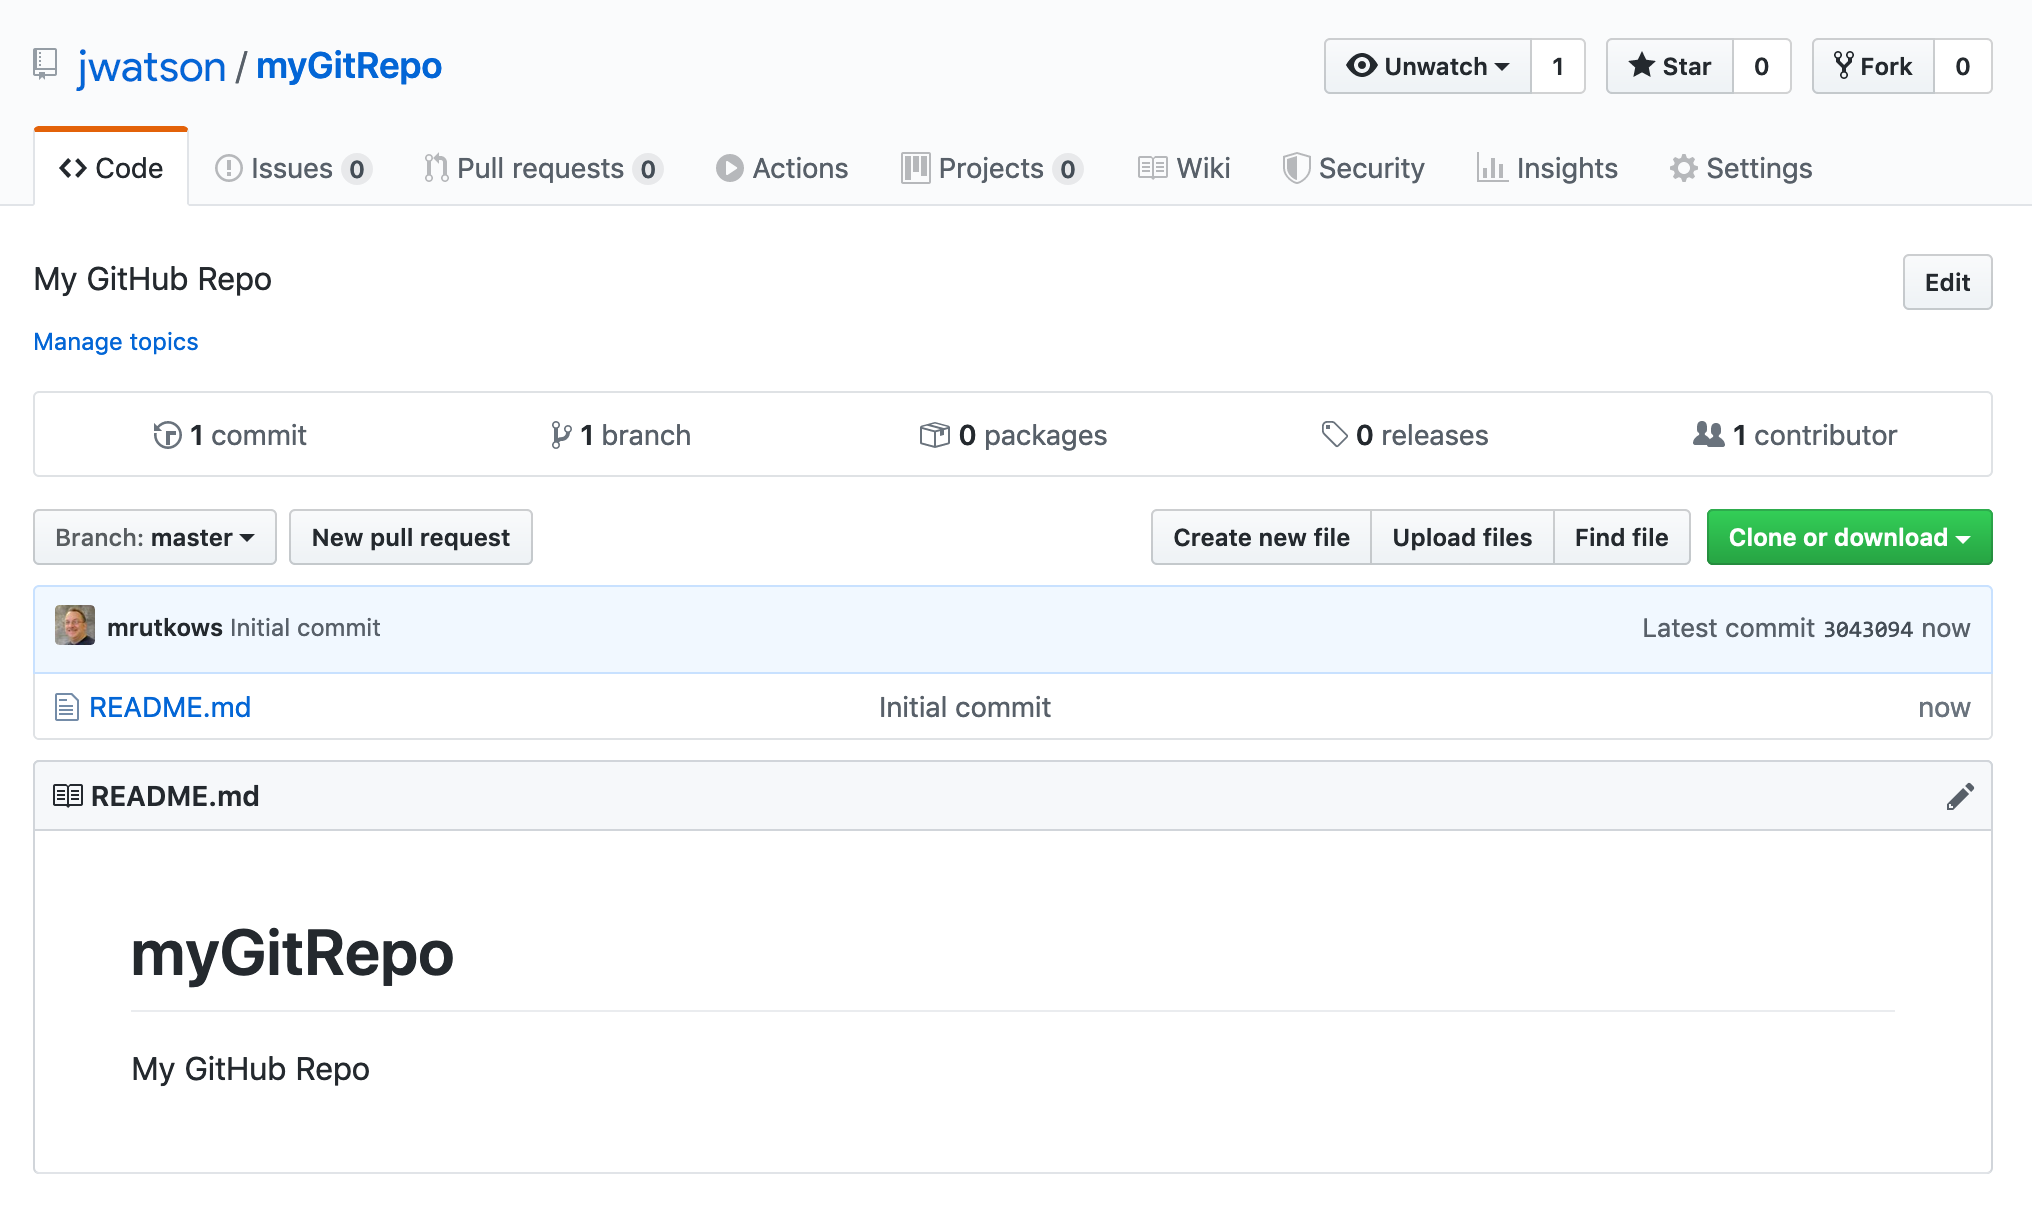 jwatson / myGitRepo Unwatch 1 Star 0 Fork 0
Code Issues 0 Pull requests 0 Actions Projects 0 Wiki Security Insights Settings
My GitHub Repo Edit
Manage topics
1 commit 1 branch 0 packages 0 releases 1 contributor
Branch: master New pull request Create new file Upload files Find file Clone or download
mrutkows Initial commit Latest commit 3043094 now
README.md Initial commit now
README.md
myGitRepo
My GitHub Repo